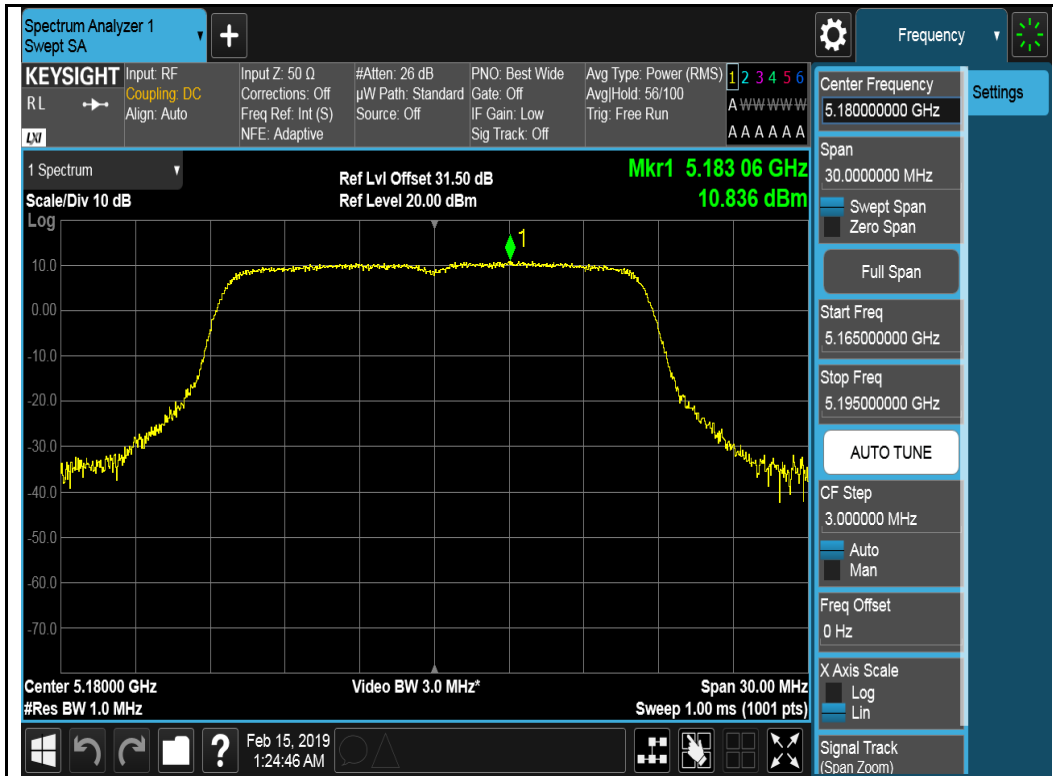 Spectrum Analyzer 1
Swept SA
+
Frequency
KEYSIGHT
R L
LXI
Input: RF
Coupling: DC
Align: Auto
Input Z: 50 Ω
Corrections: Off
Freq Ref: Int (S)
NFE: Adaptive
#Atten: 26 dB
µW Path: Standard
Source: Off
PNO: Best Wide
Gate: Off
IF Gain: Low
Sig Track: Off
Avg Type: Power (RMS)
Avg|Hold: 56/100
Trig: Free Run
1 2 3 4 5 6
A W W W W W
A A A A A A
1 Spectrum
Scale/Div 10 dB
Ref Lvl Offset 31.50 dB
Ref Level 20.00 dBm
Mkr1 5.183 06 GHz
10.836 dBm
Log
1
10.0
0.00
-10.0
-20.0
-30.0
-40.0
-50.0
-60.0
-70.0
Center 5.18000 GHz
#Res BW 1.0 MHz
Video BW 3.0 MHz*
Span 30.00 MHz
Sweep 1.00 ms (1001 pts)
?
Feb 15, 2019
1:24:46 AM
Center Frequency
5.180000000 GHz
Span
30.0000000 MHz
Swept Span
Zero Span
Full Span
Start Freq
5.165000000 GHz
Stop Freq
5.195000000 GHz
AUTO TUNE
CF Step
3.000000 MHz
Auto
Man
Freq Offset
0 Hz
X Axis Scale
Log
Lin
Signal Track
(Span Zoom)
Settings